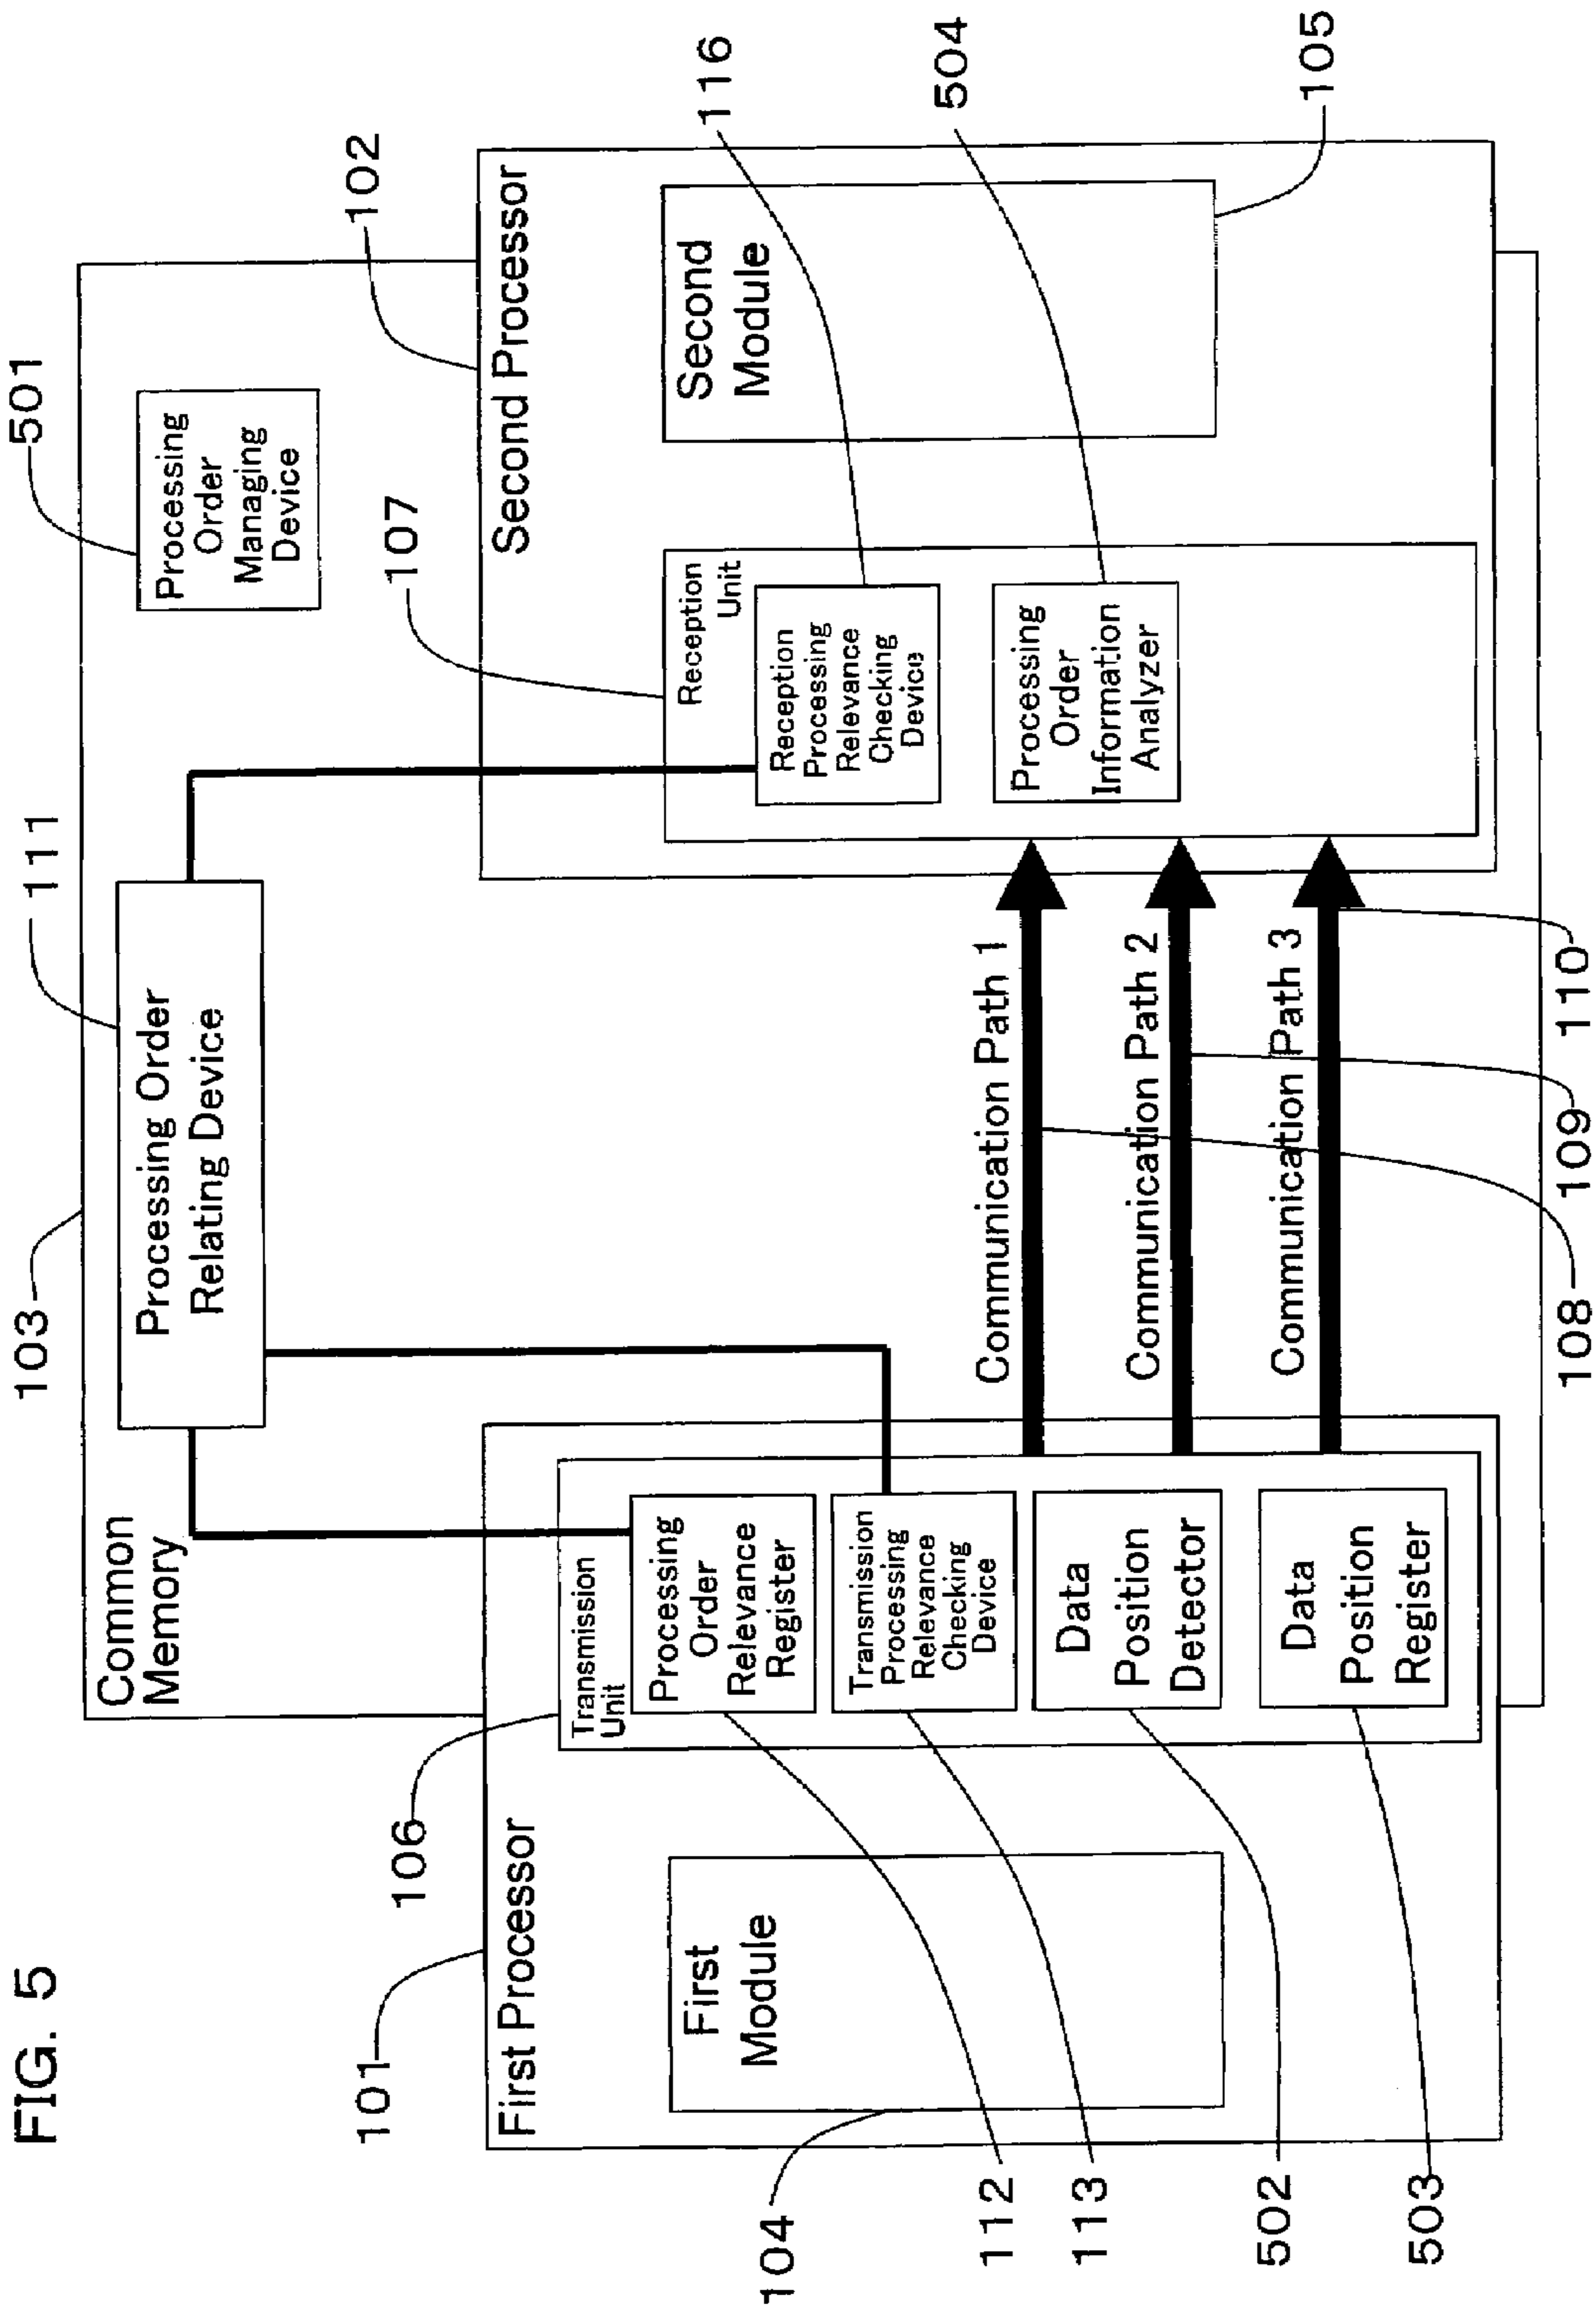 FIG. 5
103
111
501
Common
Memory
Processing Order
Relating Device
Processing
Order
Managing
Device
101
106
107
102
First Processor
Second Processor
Transmission
Unit
Processing
Order
Relevance
Register
Transmission
Processing
Relevance
Checking
Device
Data
Position
Detector
Data
Position
Register
First
Module
Communication Path 1
Communication Path 2
Communication Path 3
Reception
Unit
Reception
Processing
Relevance
Checking
Device
Processing
Order
Information
Analyzer
Second
Module
116
504
105
104
112
113
502
503
108
109
110